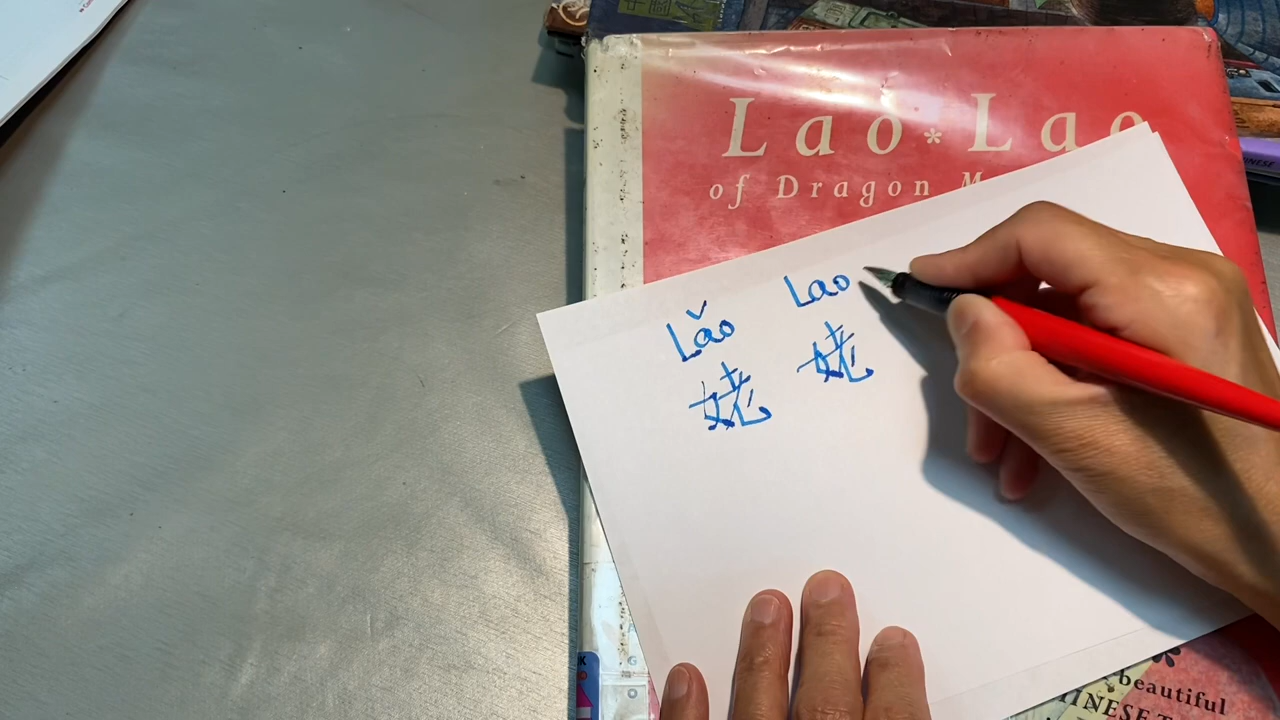 Lao * Lao
of Dragon
Lǎo Lao
姥姥
beautiful